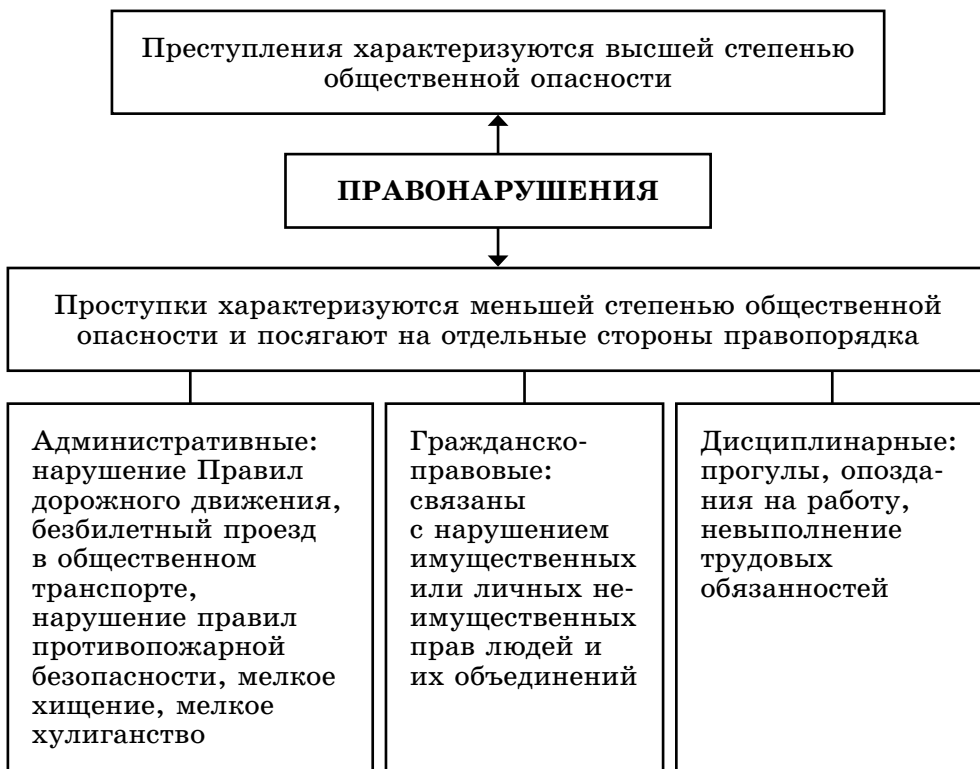 Преступления характеризуются высшей степенью
общественной опасности
ПРАВОНАРУШЕНИЯ
Проступки характеризуются меньшей степенью общественной
опасности и посягают на отдельные стороны правопорядка
Административные:
нарушение Правил
дорожного движения,
безбилетный проезд
в общественном
транспорте,
нарушение правил
противопожарной
безопасности, мелкое
хищение, мелкое
хулиганство
Гражданско-
правовые:
связаны
с нарушением
имущественных
или личных не-
имущественных
прав людей и
их объединений
Дисциплинарные:
прогулы, опозда-
ния на работу,
невыполнение
трудовых
обязанностей